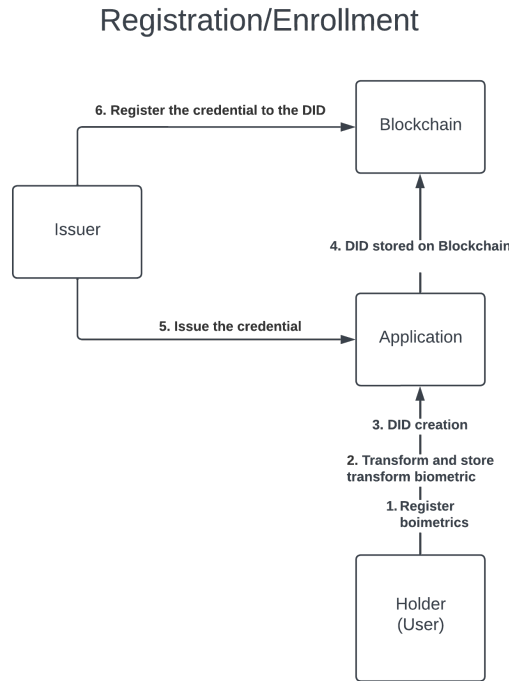 Registration/Enrollment
6. Register the credential to the DID
Blockchain
Issuer
4. DID stored on Blockchain
5. Issue the credential
Application
3. DID creation
2. Transform and store
transform biometric
1. Register
boimetrics
Holder
(User)